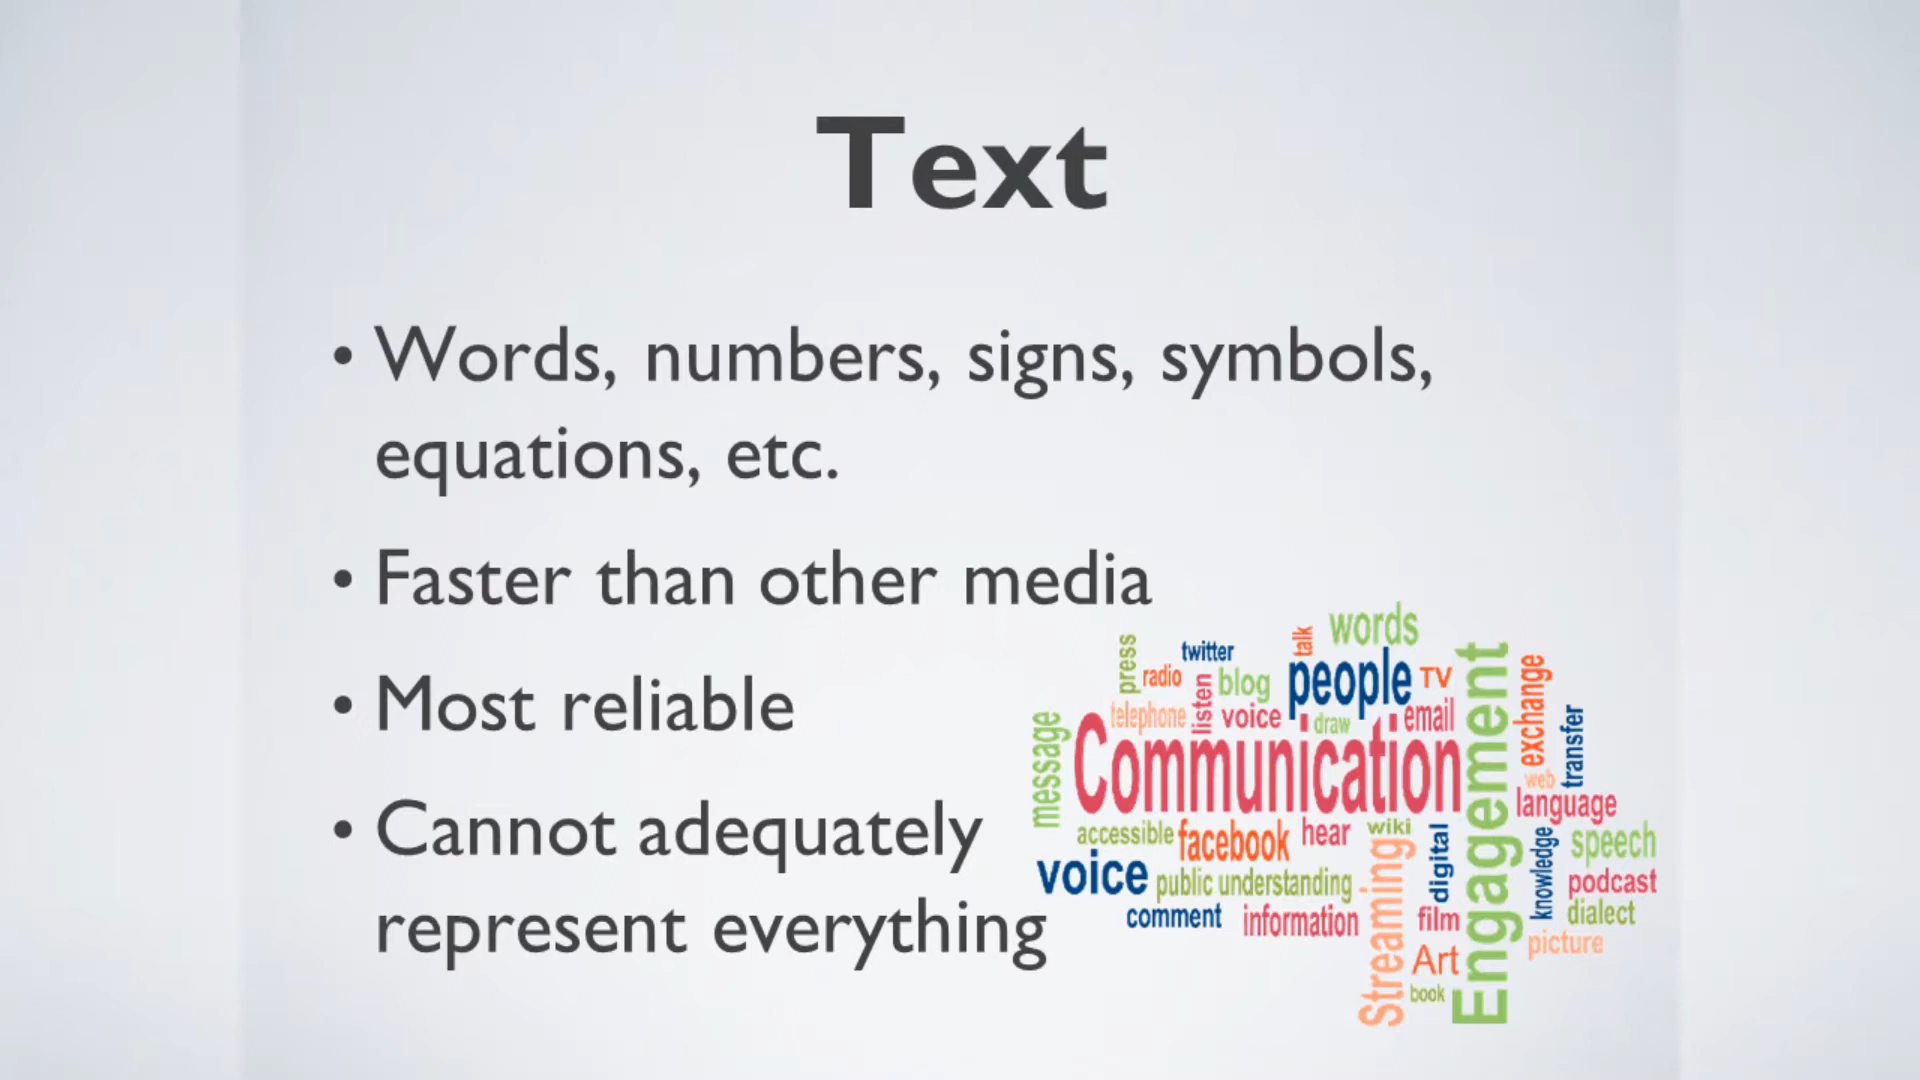 Text
• Words, numbers, signs, symbols,
equations, etc.
• Faster than other media
• Most reliable
• Cannot adequately
represent everything
words
talk
press
twitter
people
TV
radio
listen
blog
exchange
telephone
voice
draw
email
transfer
message
Communication
Engagement
web
language
accessible
facebook
hear
wiki
digital
knowledge
speech
voice
public understanding
Streaming
podcast
comment
information
film
dialect
Art
picture
book